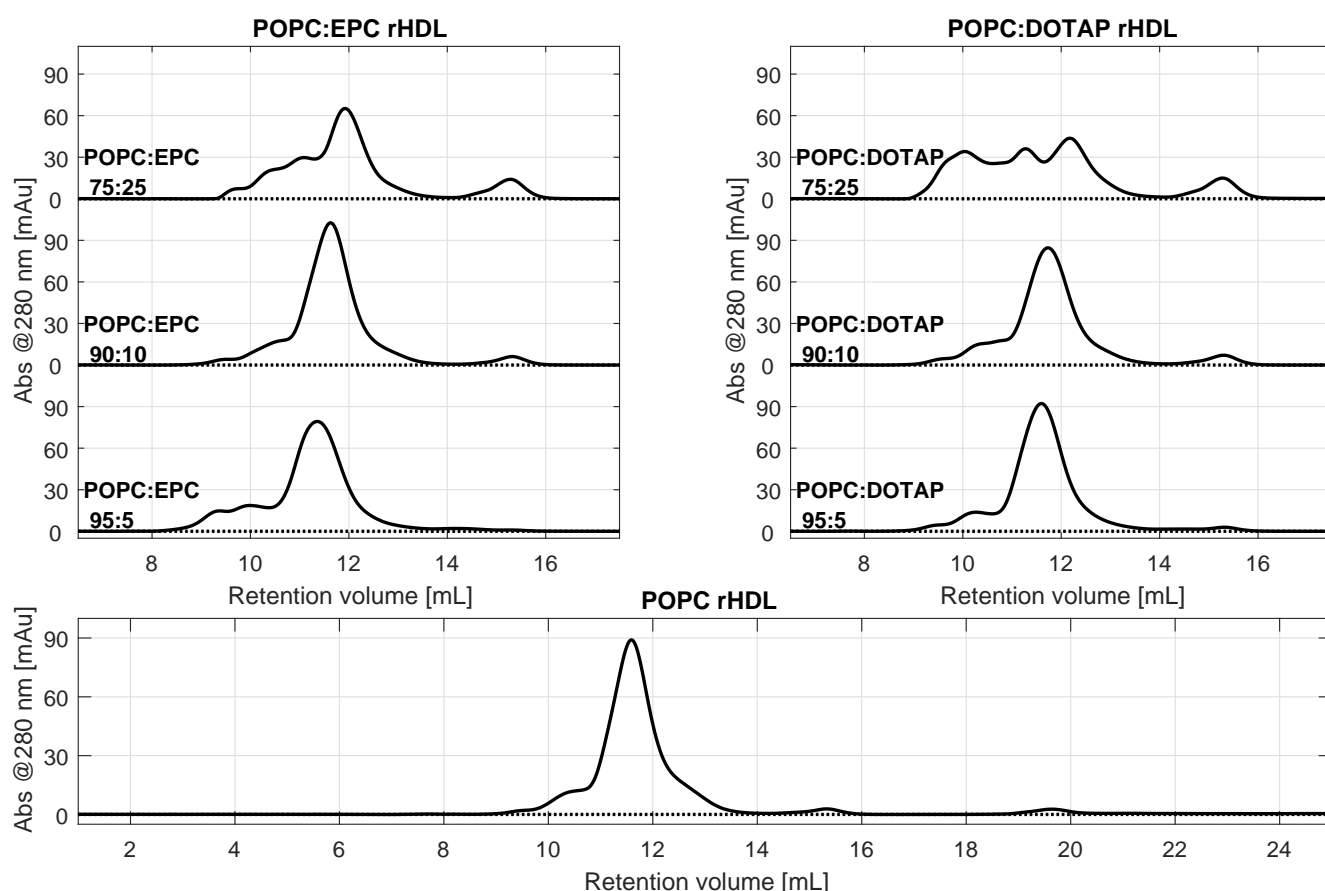 POPC:EPC rHDL
Abs @280 nm [mAu]
90
60
30
0
POPC:EPC
75:25
90
60
30
0
POPC:EPC
90:10
90
60
30
0
POPC:EPC
95:5
8 10 12 14 16
Retention volume [mL]
POPC:DOTAP rHDL
Abs @280 nm [mAu]
90
60
30
0
POPC:DOTAP
75:25
90
60
30
0
POPC:DOTAP
90:10
90
60
30
0
POPC:DOTAP
95:5
8 10 12 14 16
Retention volume [mL]
POPC rHDL
Abs @280 nm [mAu]
90
60
30
0
2 4 6 8 10 12 14 16 18 20 22 24
Retention volume [mL]